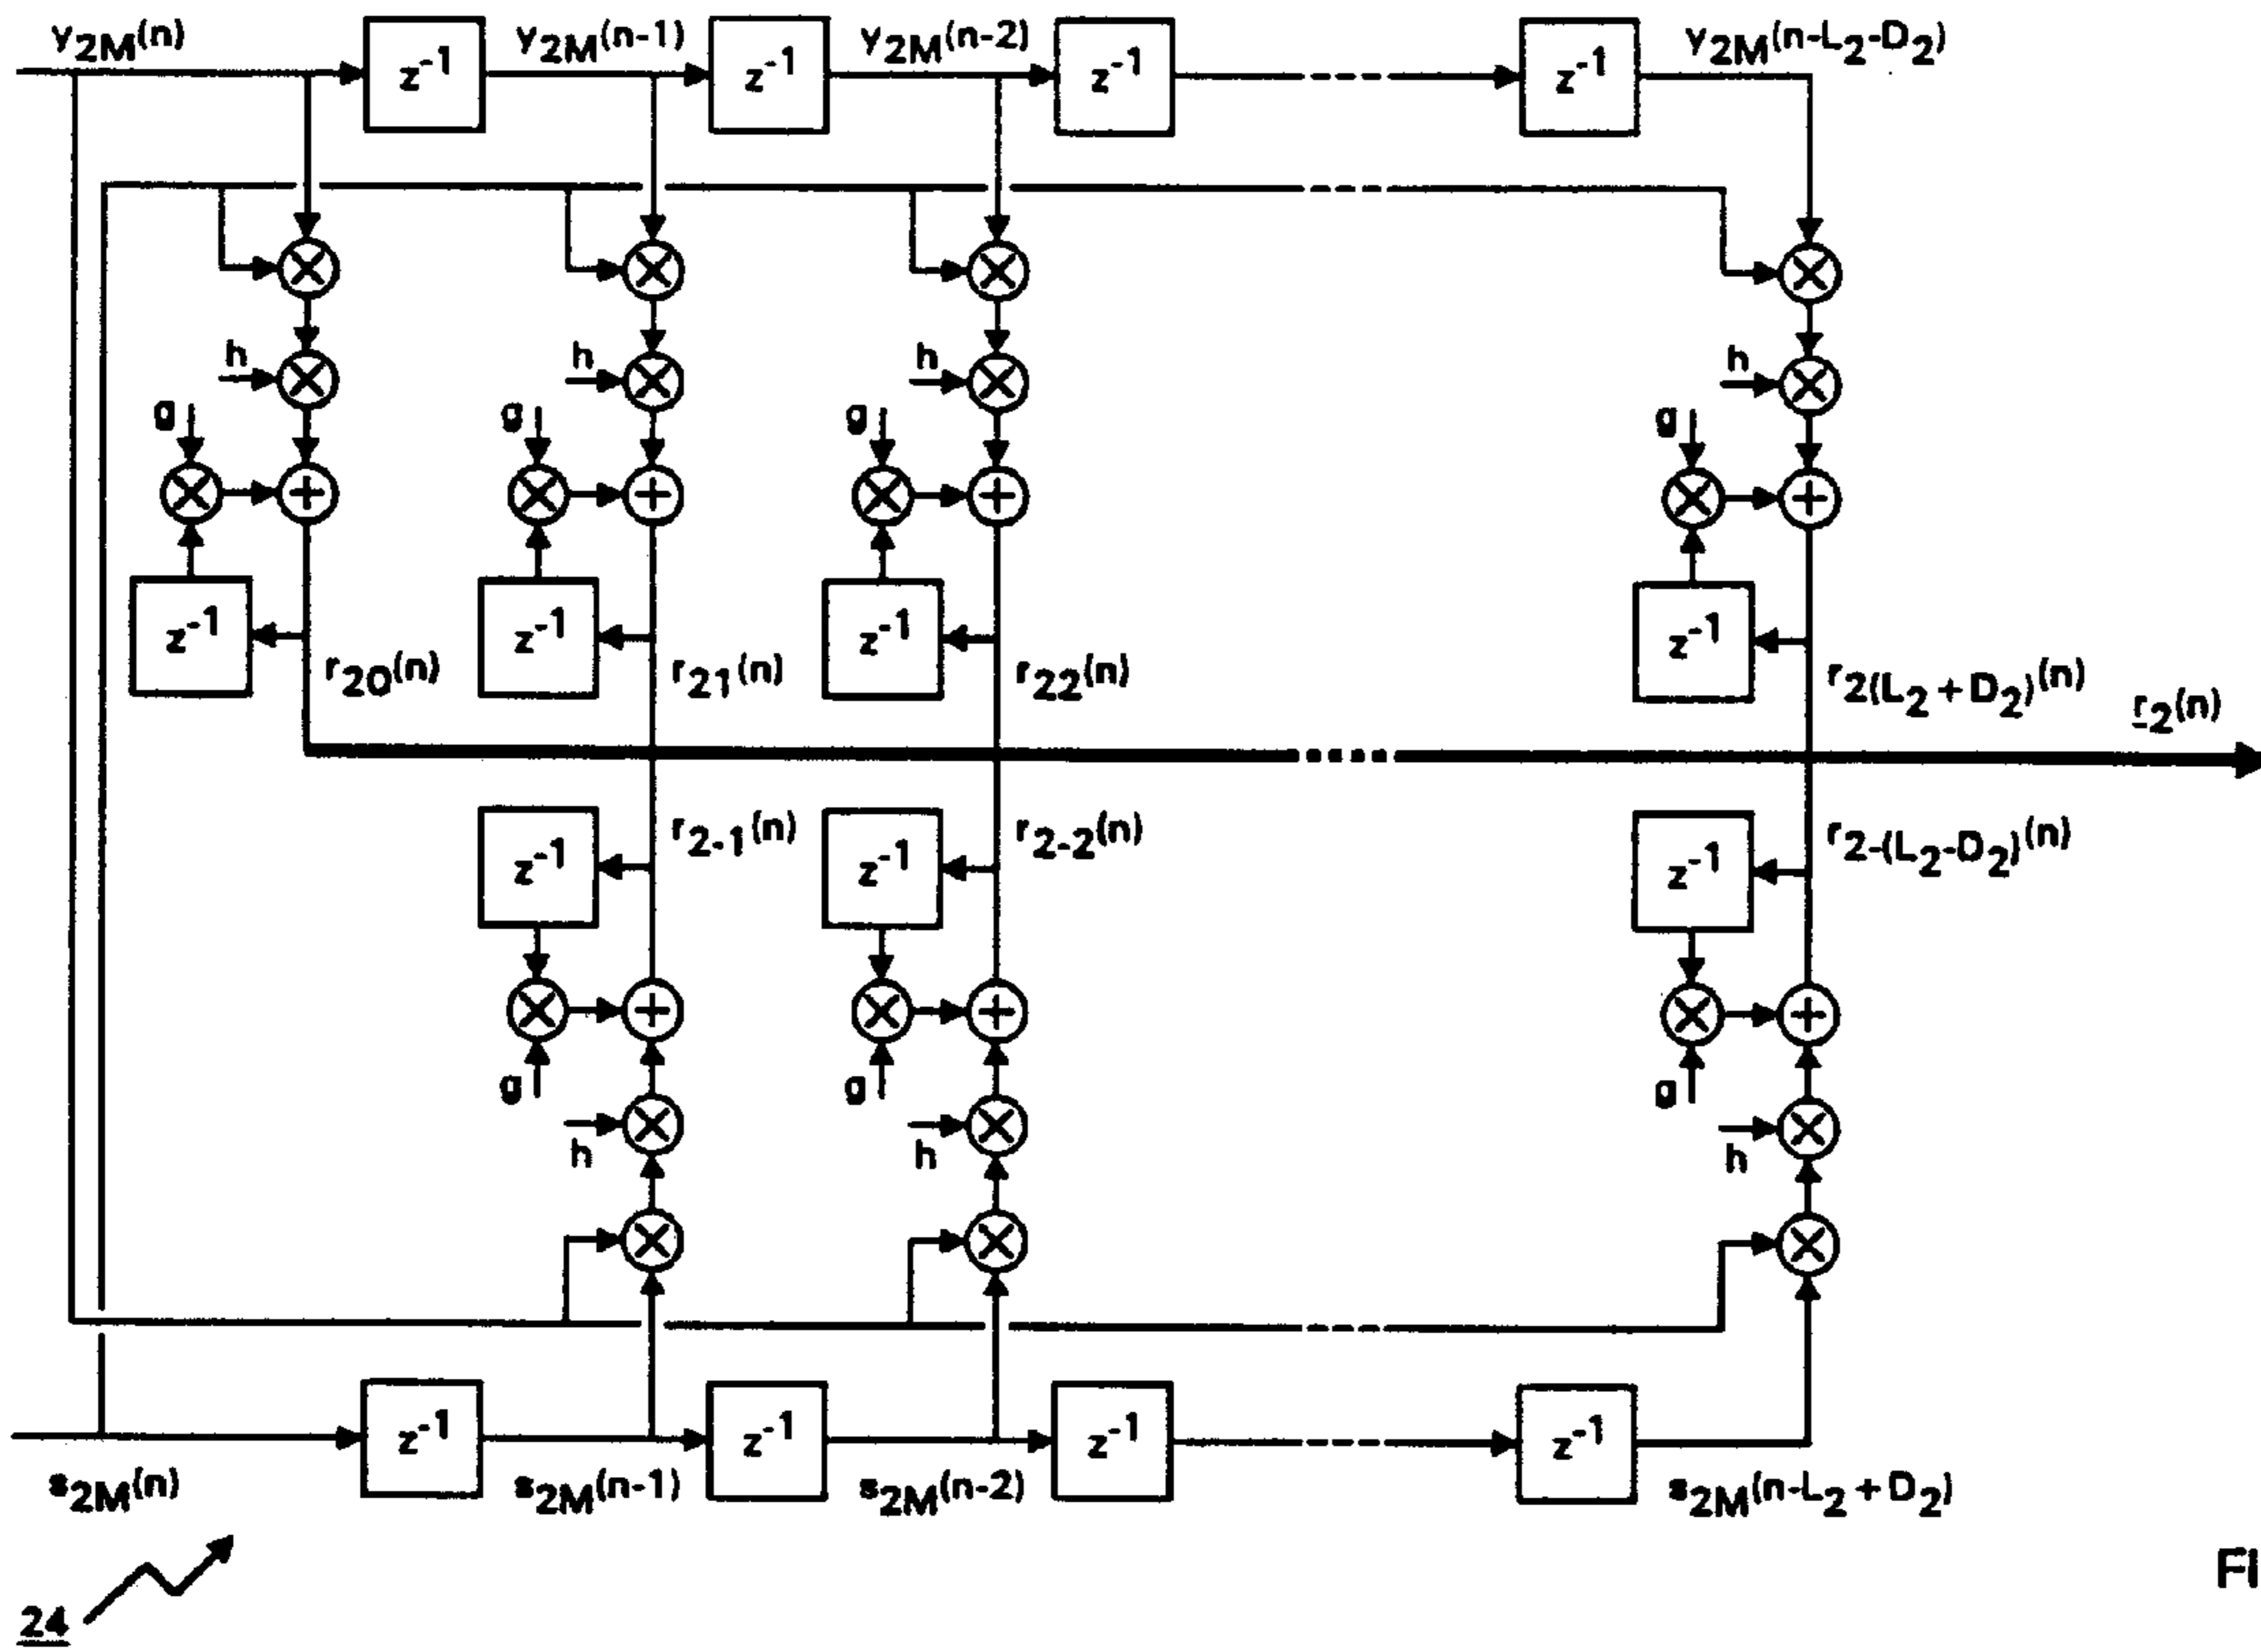 y2M(n) y2M(n-1) y2M(n-2) y2M(n-L2-D2)
z-1 z-1 z-1 z-1
h h h h
g g g g
z-1 z-1 z-1 z-1
r20(n) r21(n) r22(n) r2(L2+D2)(n) r2(n)
z-1 r2-1(n) z-1 r2-2(n) z-1 r2-(L2-D2)(n)
g g g
h h h
z-1 z-1 z-1 z-1
s2M(n) s2M(n-1) s2M(n-2) s2M(n-L2+D2)
24
FI